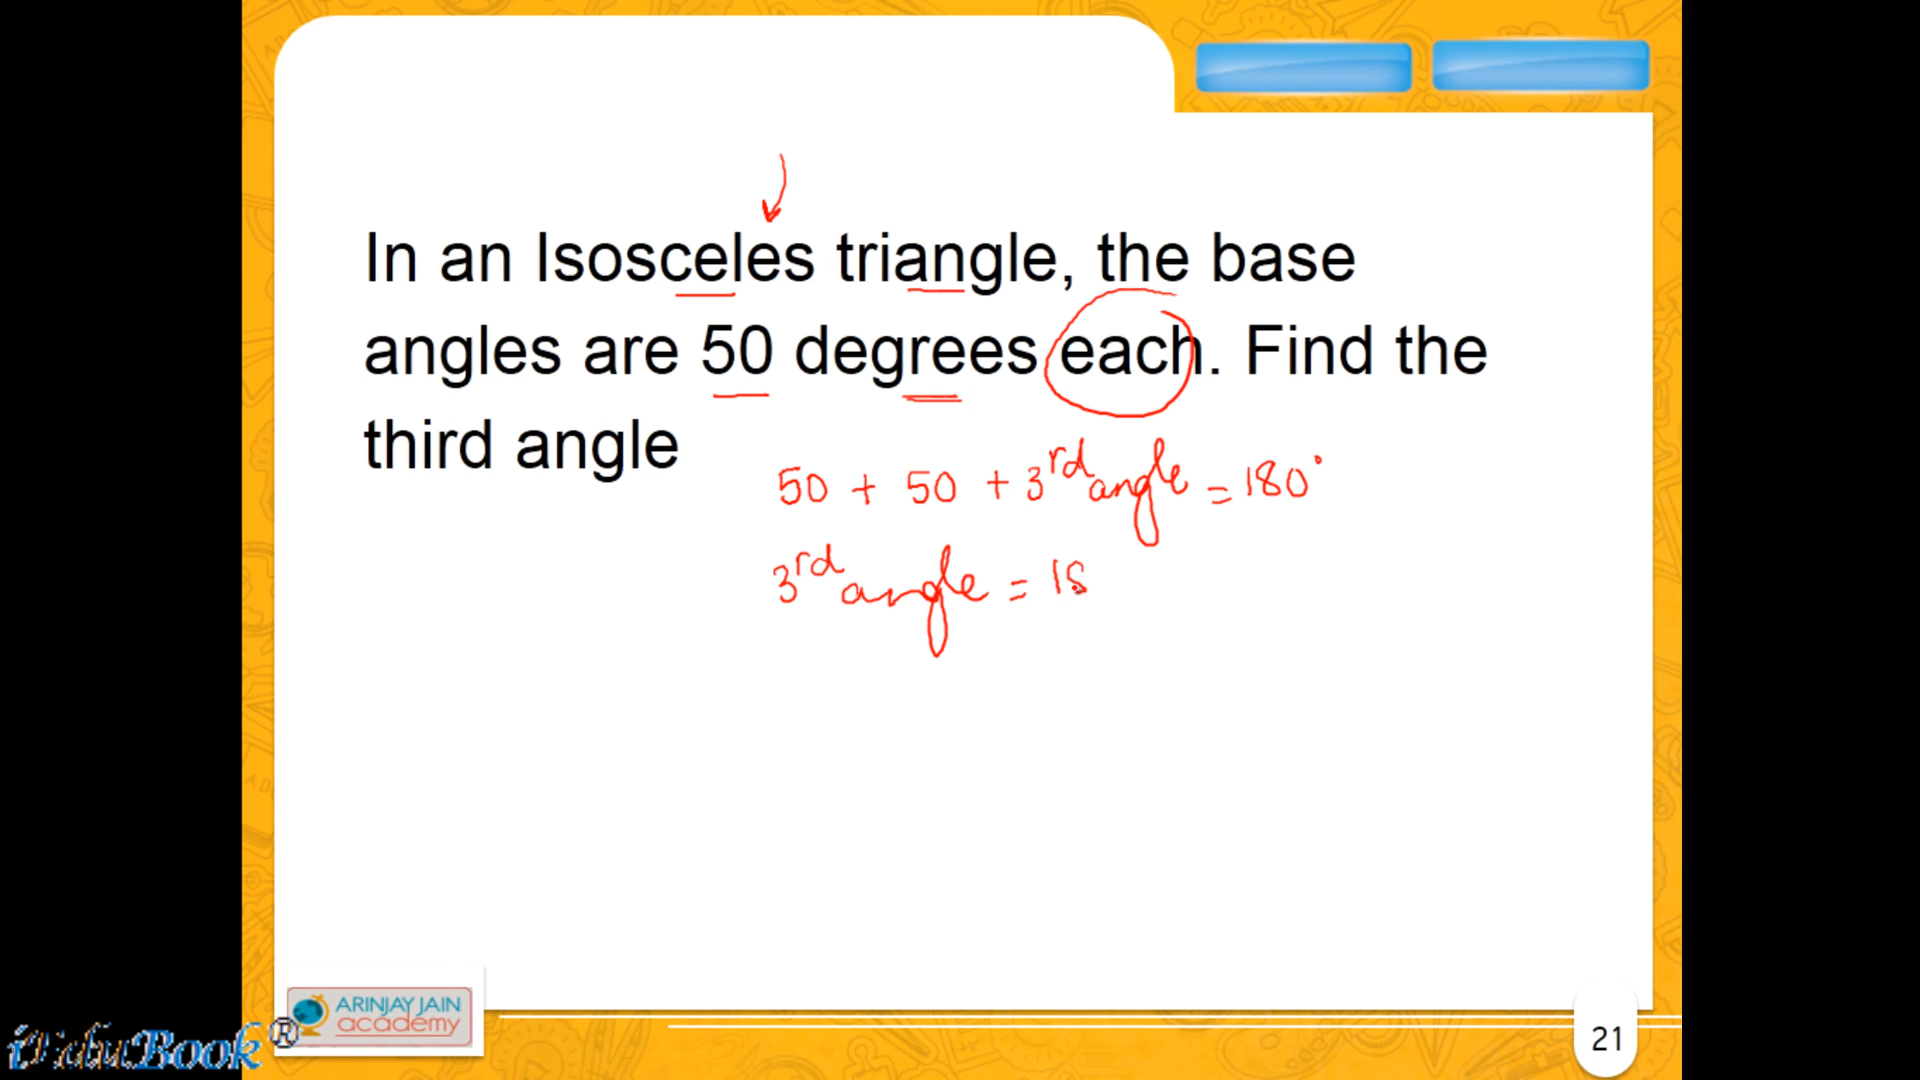 In an Isosceles triangle, the base
angles are 50 degrees each. Find the
third angle
50 + 50 + 3rd angle = 180°
3rd angle = 18
ARINJAY JAIN
academy
iEduBook®
21